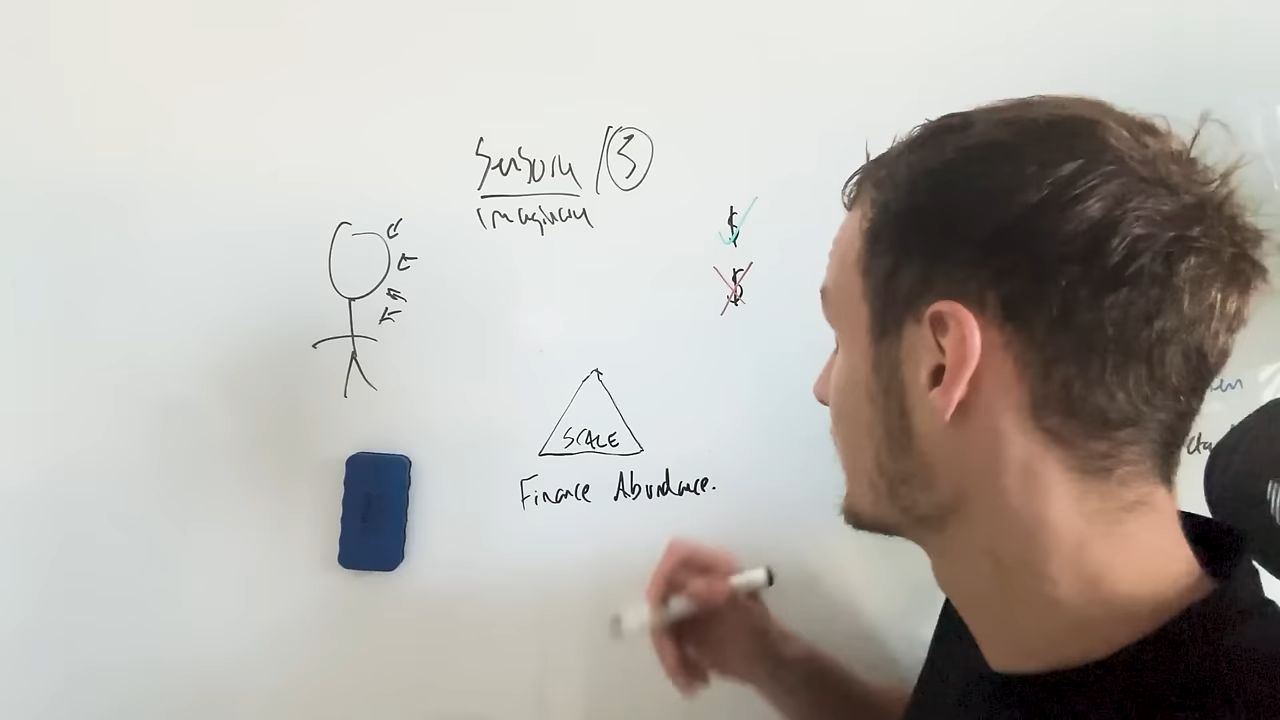 Sensory / 3
imaginary
$
$
SCALE
Finance Abundance.